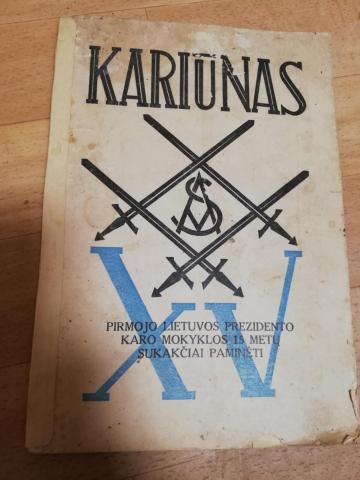 KARIŪNAS
XV
PIRMOJO LIETUVOS PREZIDENTO
KARO MOKYKLOS 15 METŲ
SUKAKČIAI PAMINĖTI